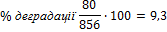 % деградації 80/856 · 100 = 9,3